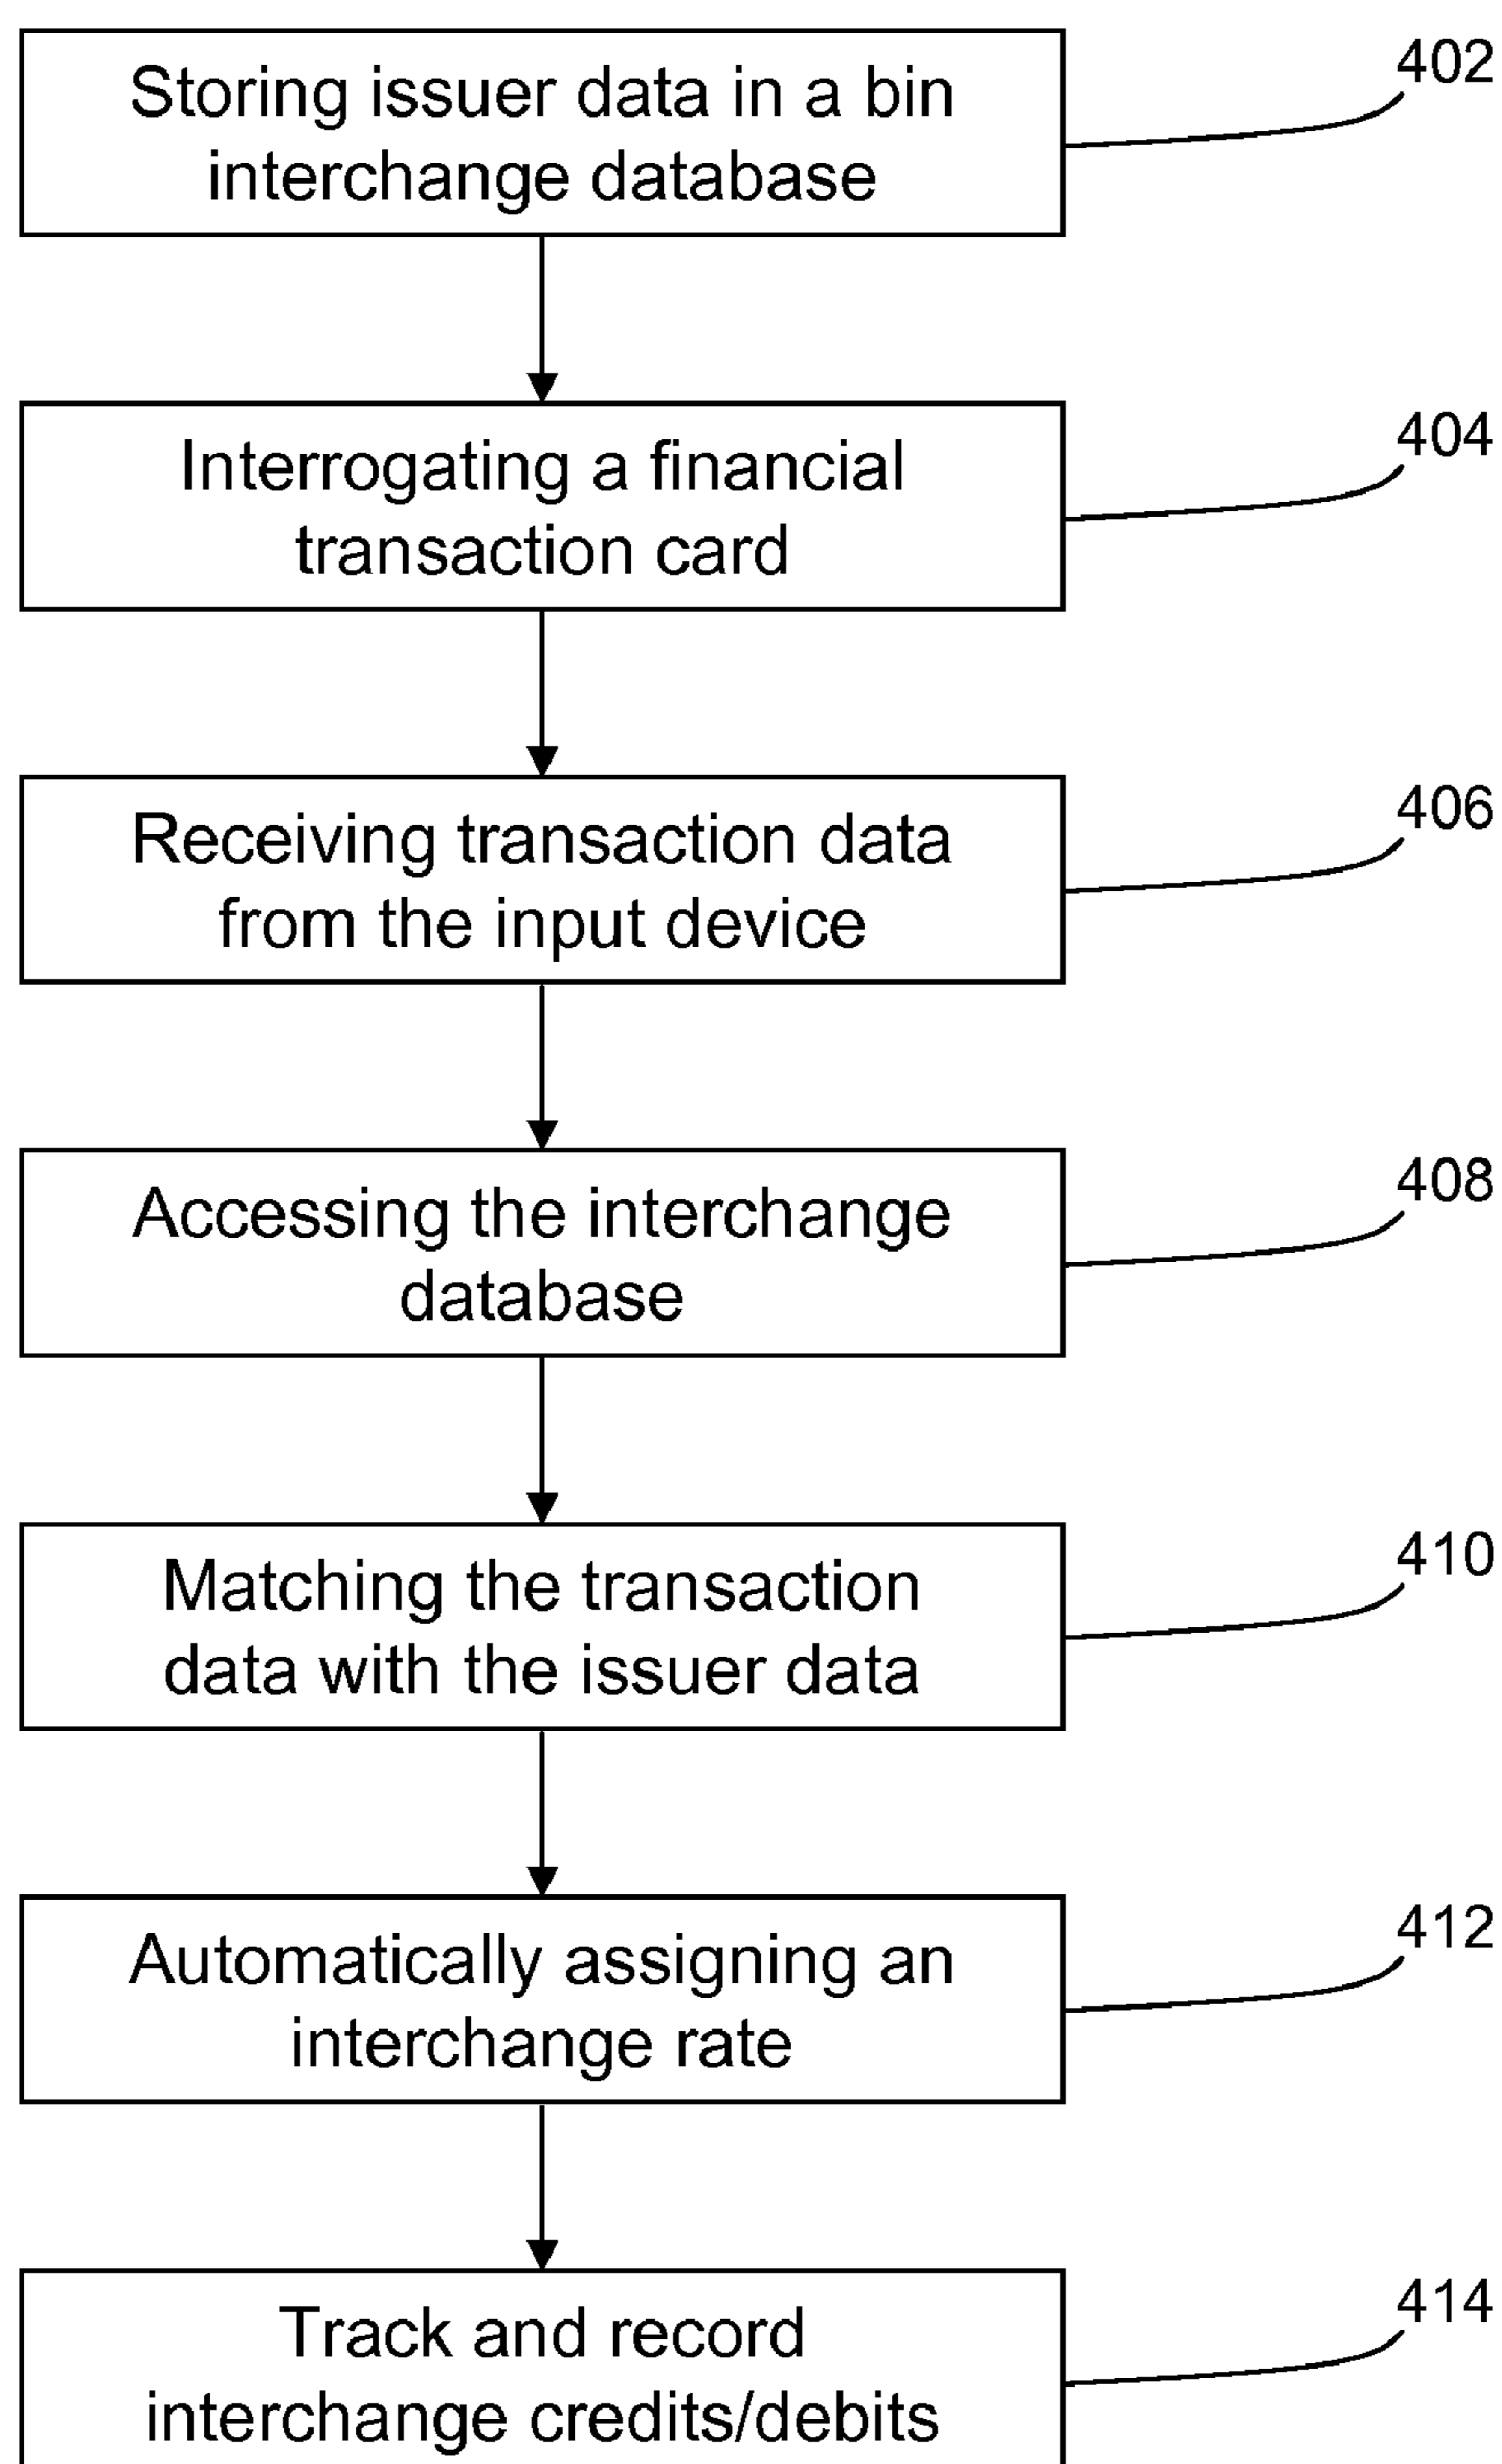 Storing issuer data in a bin
interchange database
402
Interrogating a financial
transaction card
404
Receiving transaction data
from the input device
406
Accessing the interchange
database
408
Matching the transaction
data with the issuer data
410
Automatically assigning an
interchange rate
412
Track and record
interchange credits/debits
414